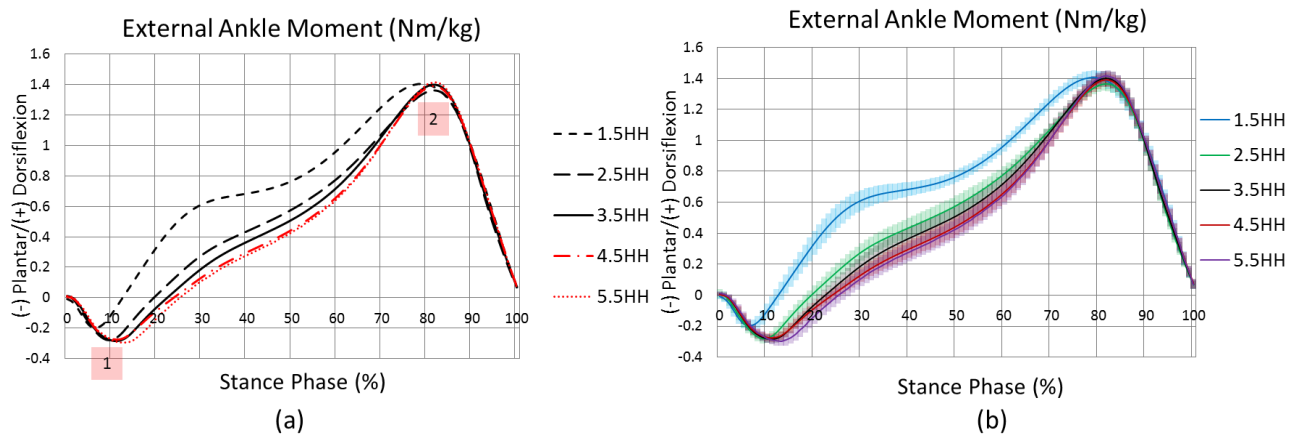 External Ankle Moment (Nm/kg)
(-) Plantar/(+) Dorsiflexion
1.6
1.4
1.2
1
0.8
0.6
0.4
0.2
0
-0.2
-0.4
0 10 20 30 40 50 60 70 80 90 100
1
2
Stance Phase (%)
1.5HH
2.5HH
3.5HH
4.5HH
5.5HH
(a)
External Ankle Moment (Nm/kg)
(-) Plantar/(+) Dorsiflexion
1.6
1.4
1.2
1
0.8
0.6
0.4
0.2
0
-0.2
-0.4
0 10 20 30 40 50 60 70 80 90 100
Stance Phase (%)
1.5HH
2.5HH
3.5HH
4.5HH
5.5HH
(b)